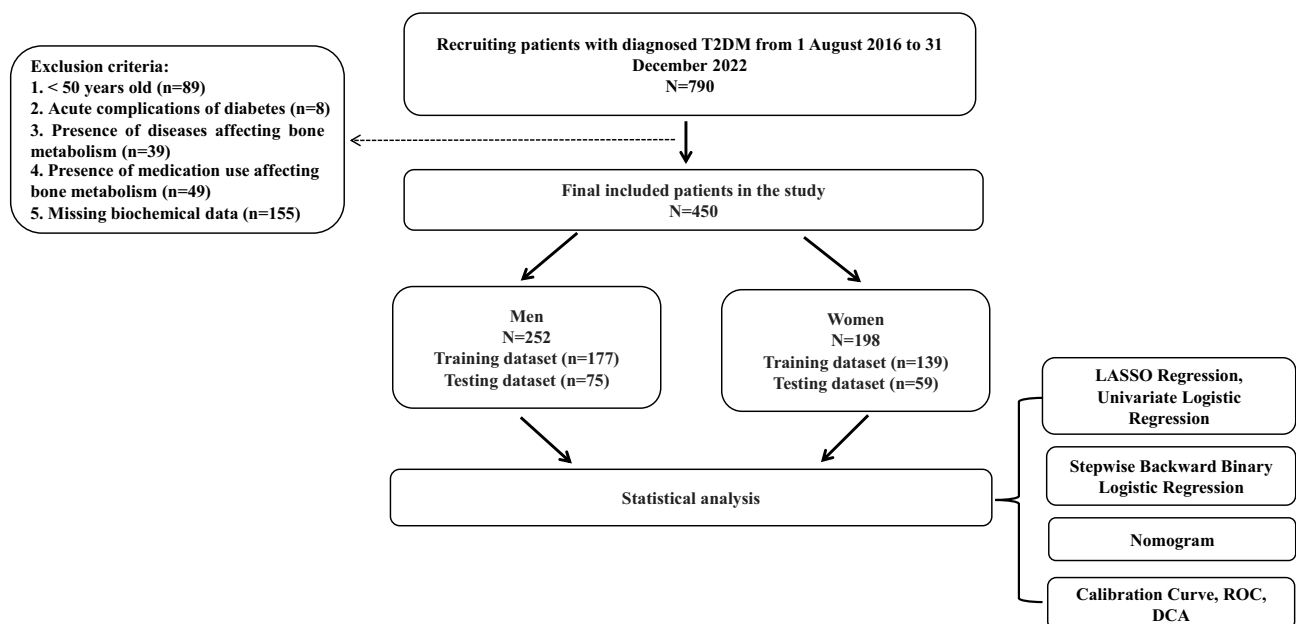 Recruiting patients with diagnosed T2DM from 1 August 2016 to 31
December 2022
N=790
Exclusion criteria:
1. < 50 years old (n=89)
2. Acute complications of diabetes (n=8)
3. Presence of diseases affecting bone
metabolism (n=39)
4. Presence of medication use affecting
bone metabolism (n=49)
5. Missing biochemical data (n=155)
Final included patients in the study
N=450
Men
N=252
Training dataset (n=177)
Testing dataset (n=75)
Women
N=198
Training dataset (n=139)
Testing dataset (n=59)
Statistical analysis
LASSO Regression,
Univariate Logistic
Regression
Stepwise Backward Binary
Logistic Regression
Nomogram
Calibration Curve, ROC,
DCA